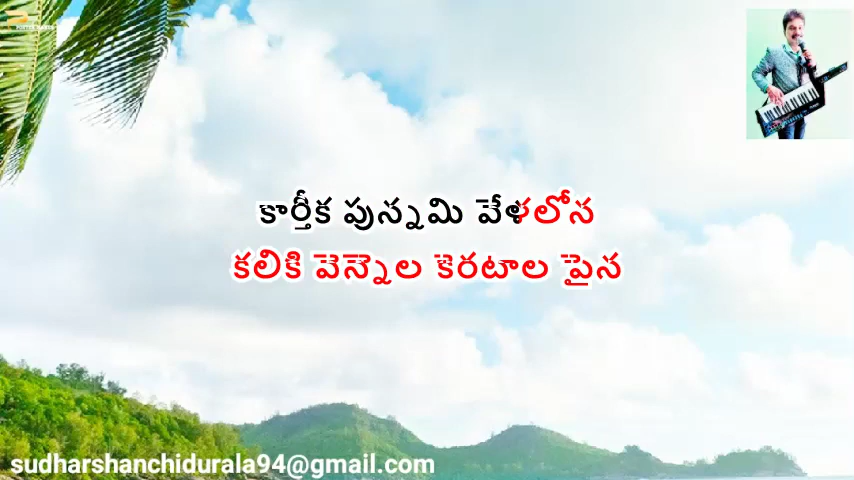 కార్తీక పున్నమి వేళలోన
కలికి వెన్నెల కెరటాల పైన
sudharshanchidurala94@gmail.com